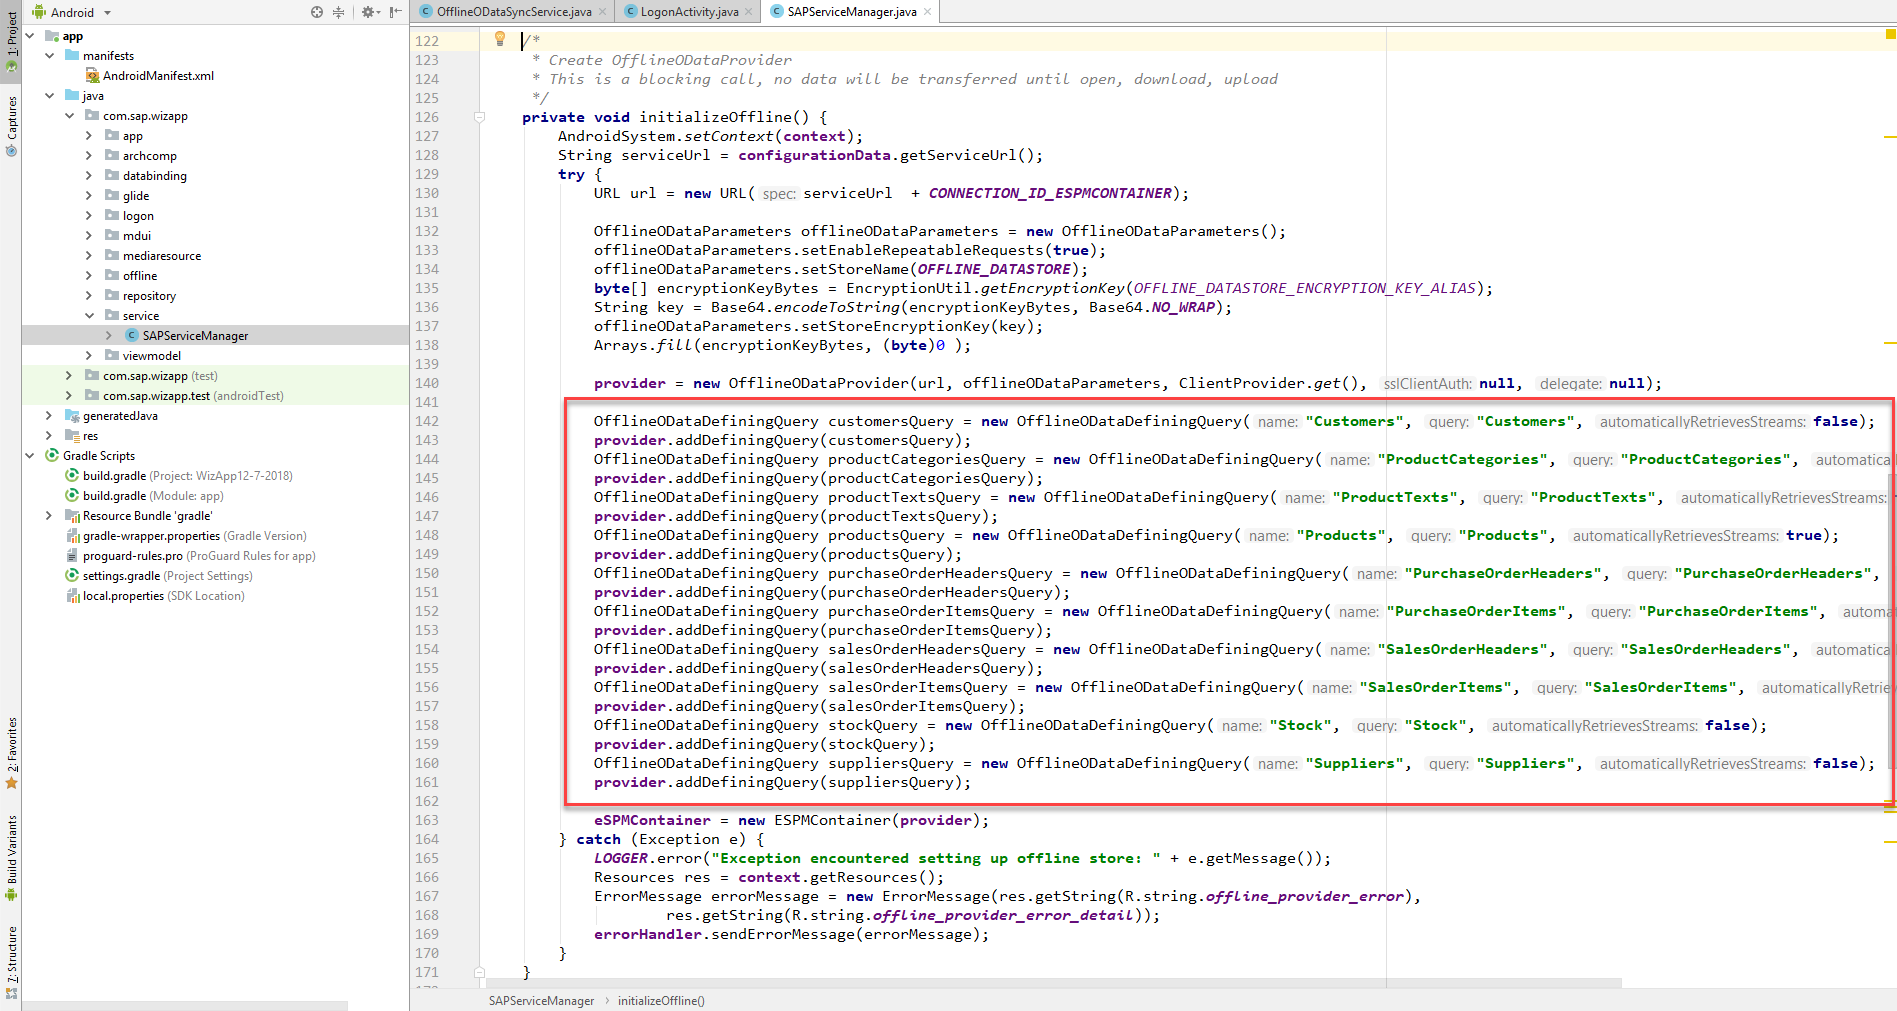 Android
OfflineODataSyncService.java
LogonActivity.java
SAPServiceManager.java
1: Project
Captures
2: Favorites
Build Variants
7: Structure
app
manifests
AndroidManifest.xml
java
com.sap.wizapp
app
archcomp
databinding
glide
logon
mdui
mediaresource
offline
repository
service
SAPServiceManager
viewmodel
com.sap.wizapp (test)
com.sap.wizapp.test (androidTest)
generatedJava
res
Gradle Scripts
build.gradle (Project: WizApp12-7-2018)
build.gradle (Module: app)
Resource Bundle 'gradle'
gradle-wrapper.properties (Gradle Version)
proguard-rules.pro (ProGuard Rules for app)
settings.gradle (Project Settings)
local.properties (SDK Location)
122 /*
123 * Create OfflineODataProvider
124 * This is a blocking call, no data will be transferred until open, download, upload
125 */
126 private void initializeOffline() {
127 AndroidSystem.setContext(context);
128 String serviceUrl = configurationData.getServiceUrl();
129 try {
130 URL url = new URL( spec: serviceUrl + CONNECTION_ID_ESPMCONTAINER);
131
132 OfflineODataParameters offlineODataParameters = new OfflineODataParameters();
133 offlineODataParameters.setEnableRepeatableRequests(true);
134 offlineODataParameters.setStoreName(OFFLINE_DATASTORE);
135 byte[] encryptionKeyBytes = EncryptionUtil.getEncryptionKey(OFFLINE_DATASTORE_ENCRYPTION_KEY_ALIAS);
136 String key = Base64.encodeToString(encryptionKeyBytes, Base64.NO_WRAP);
137 offlineODataParameters.setStoreEncryptionKey(key);
138 Arrays.fill(encryptionKeyBytes, (byte)0 );
139
140 provider = new OfflineODataProvider(url, offlineODataParameters, ClientProvider.get(), sslClientAuth: null, delegate: null);
141
142 OfflineODataDefiningQuery customersQuery = new OfflineODataDefiningQuery( name: "Customers", query: "Customers", automaticallyRetrievesStreams: false);
143 provider.addDefiningQuery(customersQuery);
144 OfflineODataDefiningQuery productCategoriesQuery = new OfflineODataDefiningQuery( name: "ProductCategories", query: "ProductCategories", automatica
145 provider.addDefiningQuery(productCategoriesQuery);
146 OfflineODataDefiningQuery productTextsQuery = new OfflineODataDefiningQuery( name: "ProductTexts", query: "ProductTexts", automaticallyRetrievesStreams:
147 provider.addDefiningQuery(productTextsQuery);
148 OfflineODataDefiningQuery productsQuery = new OfflineODataDefiningQuery( name: "Products", query: "Products", automaticallyRetrievesStreams: true);
149 provider.addDefiningQuery(productsQuery);
150 OfflineODataDefiningQuery purchaseOrderHeadersQuery = new OfflineODataDefiningQuery( name: "PurchaseOrderHeaders", query: "PurchaseOrderHeaders",
151 provider.addDefiningQuery(purchaseOrderHeadersQuery);
152 OfflineODataDefiningQuery purchaseOrderItemsQuery = new OfflineODataDefiningQuery( name: "PurchaseOrderItems", query: "PurchaseOrderItems", automa
153 provider.addDefiningQuery(purchaseOrderItemsQuery);
154 OfflineODataDefiningQuery salesOrderHeadersQuery = new OfflineODataDefiningQuery( name: "SalesOrderHeaders", query: "SalesOrderHeaders", automatica
155 provider.addDefiningQuery(salesOrderHeadersQuery);
156 OfflineODataDefiningQuery salesOrderItemsQuery = new OfflineODataDefiningQuery( name: "SalesOrderItems", query: "SalesOrderItems", automaticallyRetriev
157 provider.addDefiningQuery(salesOrderItemsQuery);
158 OfflineODataDefiningQuery stockQuery = new OfflineODataDefiningQuery( name: "Stock", query: "Stock", automaticallyRetrievesStreams: false);
159 provider.addDefiningQuery(stockQuery);
160 OfflineODataDefiningQuery suppliersQuery = new OfflineODataDefiningQuery( name: "Suppliers", query: "Suppliers", automaticallyRetrievesStreams: false);
161 provider.addDefiningQuery(suppliersQuery);
162
163 eSPMContainer = new ESPMContainer(provider);
164 } catch (Exception e) {
165 LOGGER.error("Exception encountered setting up offline store: " + e.getMessage());
166 Resources res = context.getResources();
167 ErrorMessage errorMessage = new ErrorMessage(res.getString(R.string.offline_provider_error),
168 res.getString(R.string.offline_provider_error_detail));
169 errorHandler.sendErrorMessage(errorMessage);
170 }
171 }
SAPServiceManager › initializeOffline()